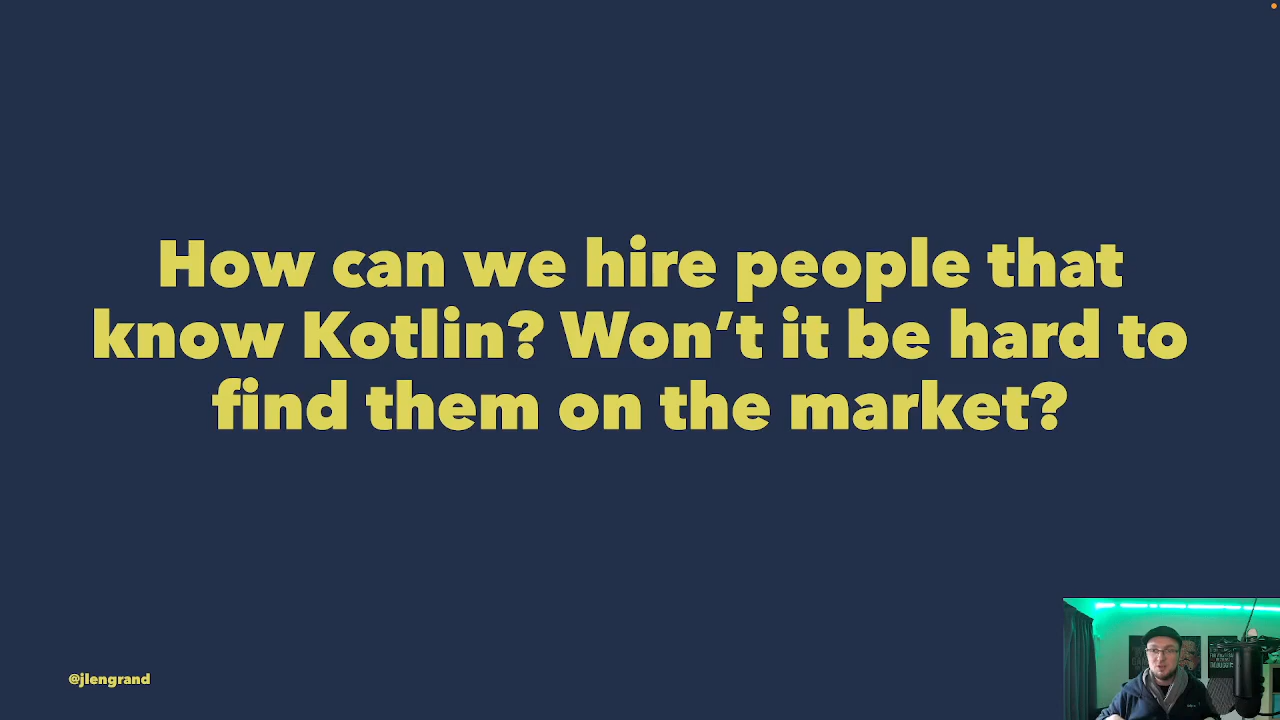 How can we hire people that
know Kotlin? Won’t it be hard to
find them on the market?
@jlengrand